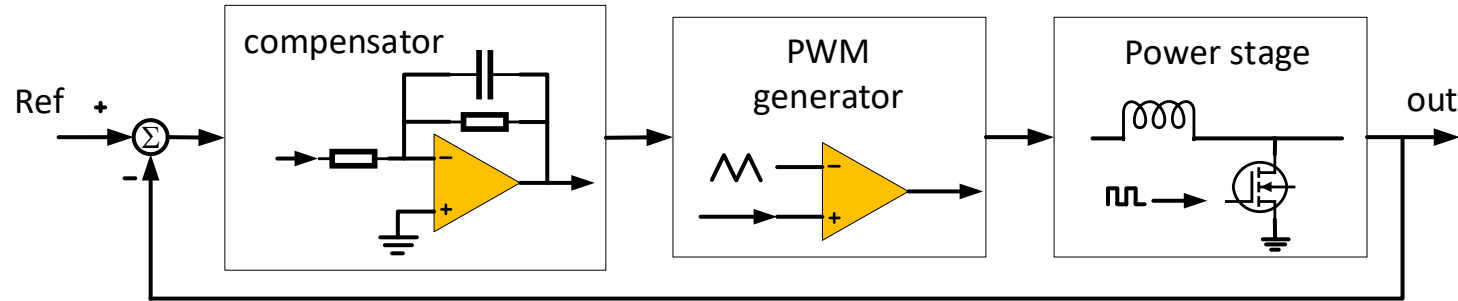 compensator
PWM
generator
Power stage
Ref
+
Σ
−
−
+
−
+
out